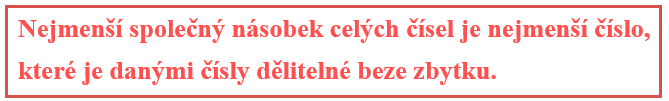 Nejmenší společný násobek celých čísel je nejmenší číslo,
které je danými čísly dělitelné beze zbytku.